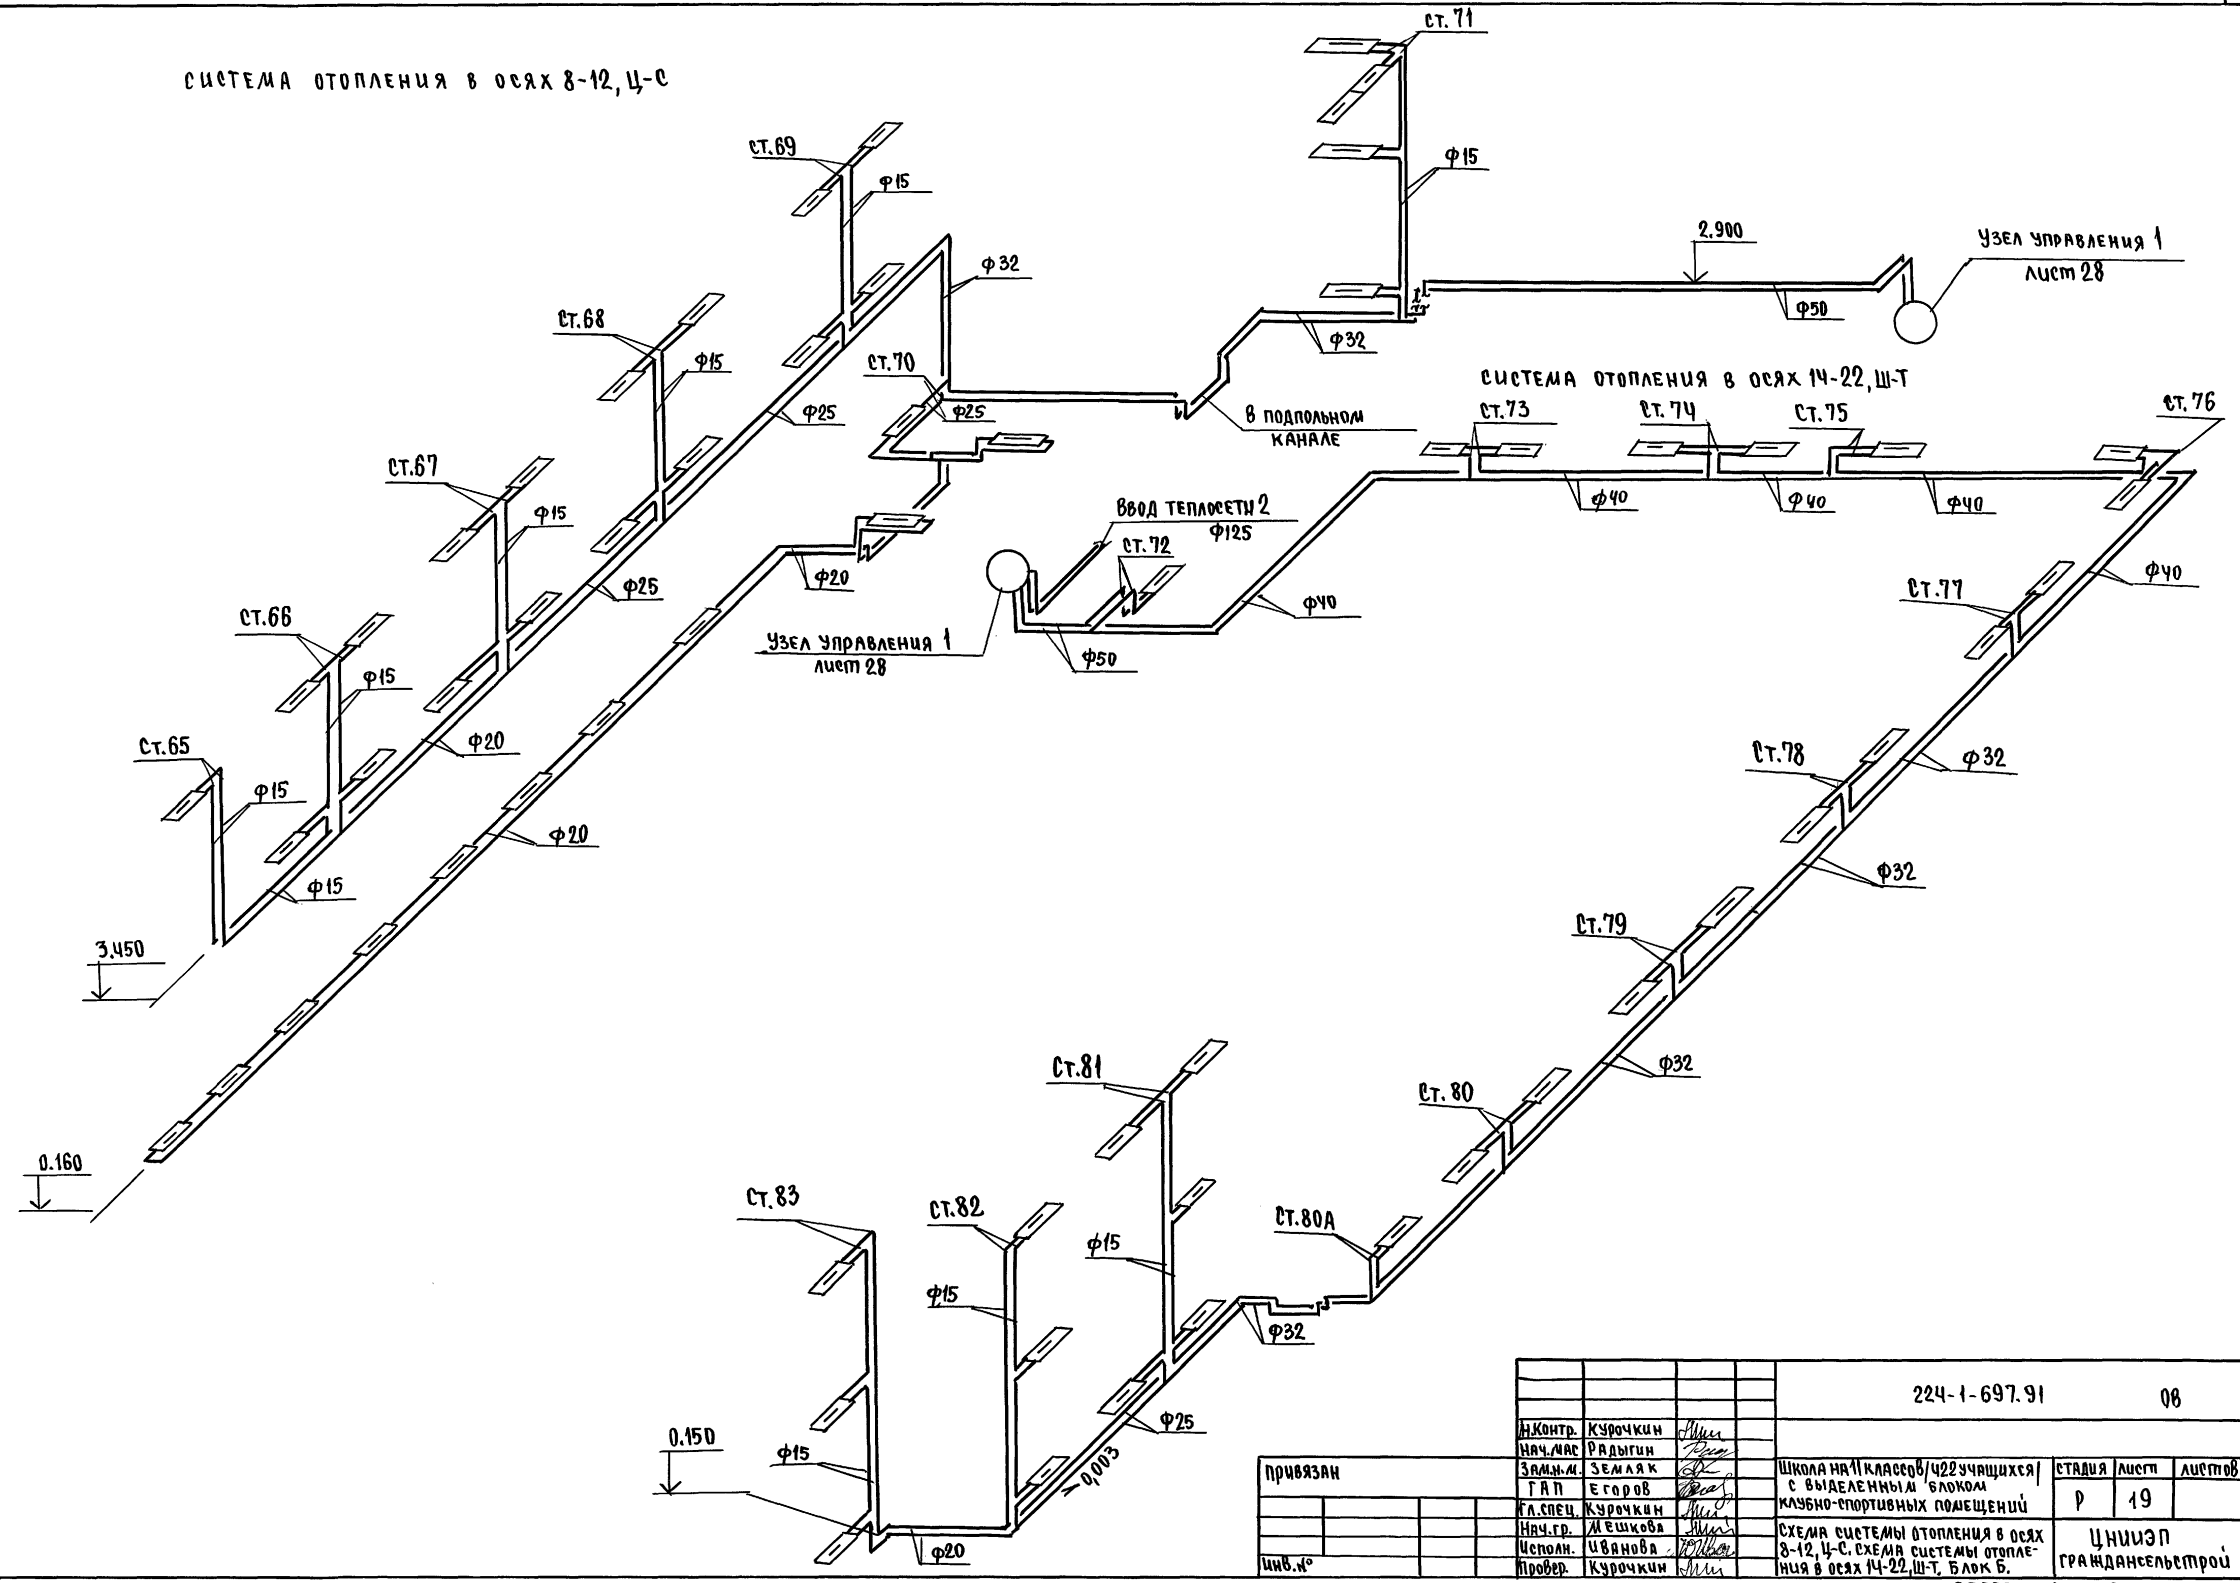 СИСТЕМА ОТОПЛЕНИЯ В ОСЯХ 8-12, Ц-С
Ст.71
Ст.69
ф15
ф15
2.900
УЗЕЛ УПРАВЛЕНИЯ 1
лист 28
ф32
ф50
Ст.68
ф32
ф15
Ст.70
СИСТЕМА ОТОПЛЕНИЯ В ОСЯХ 14-22, Ш-Т
ф25
ф25
В ПОДПОЛЬНОМ
КАНАЛЕ
Ст.73
Ст.74
Ст.75
Ст.76
Ст.67
ф15
ф40
ф40
ф40
ВВОД ТЕПЛОСЕТИ 2
ф125
Ст.72
ф20
ф25
ф40
Ст.77
ф40
Ст.66
УЗЕЛ УПРАВЛЕНИЯ 1
лист 28
ф50
ф15
ф20
Ст.65
ф15
Ст.78
ф32
ф20
ф15
ф32
Ст.79
3.450
ф32
Ст.81
Ст.80
0.160
Ст.83
Ст.82
Ст.80А
ф15
ф15
ф32
0.150
ф15
ф25
0,003
ф20
224-1-697.91 ОВ
Н.КОНТР. КУРОЧКИН
НАЧ.МАС РАДЫГИН
ЗАМ.Н.М. ЗЕМЛЯК
ГАП ЕГОРОВ
ГЛ.СПЕЦ. КУРОЧКИН
НАЧ.ГР. МЕШКОВА
ИСПОЛН. ИВАНОВА
ПРОВЕР. КУРОЧКИН
ПРИВЯЗАН
ИНВ.№
ШКОЛА НА 11 КЛАССОВ /422 УЧАЩИХСЯ/
С ВЫДЕЛЕННЫМ БЛОКОМ
КЛУБНО-СПОРТИВНЫХ ПОМЕЩЕНИЙ
СТАДИЯ ЛИСТ ЛИСТОВ
Р 19
СХЕМА СИСТЕМЫ ОТОПЛЕНИЯ В ОСЯХ
8-12, Ц-С. СХЕМА СИСТЕМЫ ОТОПЛЕ-
НИЯ В ОСЯХ 14-22, Ш-Т. БЛОК Б.
ЦНИИЭП
ГРАЖДАНСЕЛЬСТРОЙ